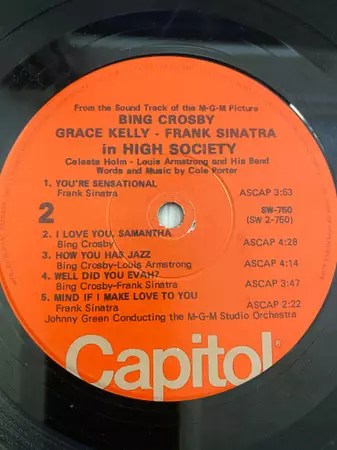 From the Sound Track of the M-G-M Picture
BING CROSBY
GRACE KELLY - FRANK SINATRA
in HIGH SOCIETY
Celeste Holm - Louis Armstrong and His Band
Words and Music by Cole Porter
1. YOU'RE SENSATIONAL
Frank Sinatra ASCAP 3:53
2
SW-750
(SW 2-750)
2. I LOVE YOU, SAMANTHA
Bing Crosby ASCAP 4:28
3. HOW YOU HAS JAZZ
Bing Crosby-Louis Armstrong ASCAP 4:14
4. WELL DID YOU EVAH?
Bing Crosby-Frank Sinatra ASCAP 3:47
5. MIND IF I MAKE LOVE TO YOU
Frank Sinatra ASCAP 2:22
Johnny Green Conducting the M-G-M Studio Orchestra
Capitol®